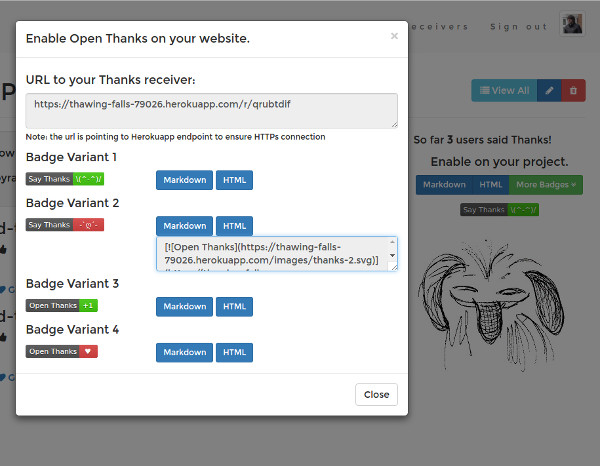 Enable Open Thanks on your website.
×
eceivers Sign out
URL to your Thanks receiver:
https://thawing-falls-79026.herokuapp.com/r/qrubtdif
Note: the url is pointing to Herokuapp endpoint to ensure HTTPs connection
View All
So far 3 users said Thanks!
Enable on your project.
Markdown HTML More Badges
Say Thanks \(^-^)/
Badge Variant 1
Say Thanks \(^-^)/ Markdown HTML
Badge Variant 2
Say Thanks Markdown HTML
[![Open Thanks](https://thawing-falls-
79026.herokuapp.com/images/thanks-2.svg)]
Badge Variant 3
Open Thanks +1 Markdown HTML
Badge Variant 4
Open Thanks ♥ Markdown HTML
Close